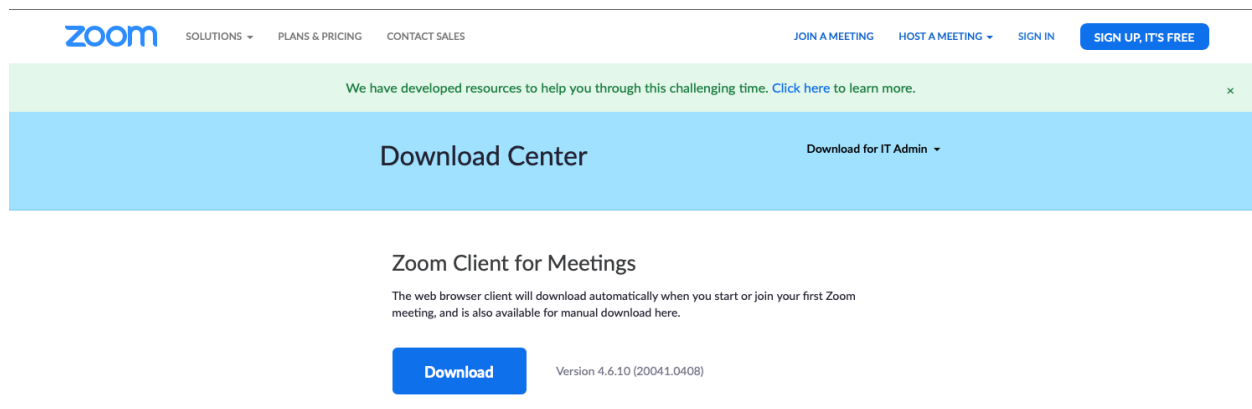 zoom SOLUTIONS PLANS & PRICING CONTACT SALES JOIN A MEETING HOST A MEETING SIGN IN SIGN UP, IT'S FREE
We have developed resources to help you through this challenging time. Click here to learn more. ×
Download Center Download for IT Admin
Zoom Client for Meetings
The web browser client will download automatically when you start or join your first Zoom
meeting, and is also available for manual download here.
Download Version 4.6.10 (20041.0408)